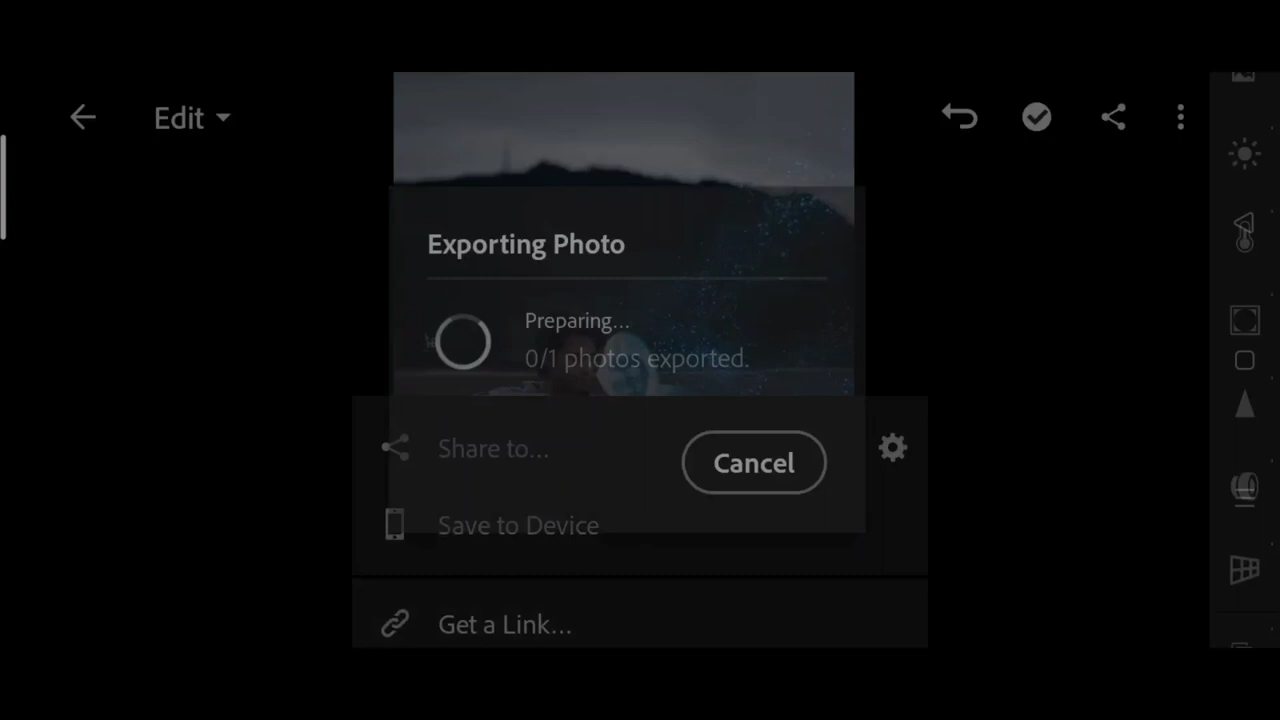 Edit
Exporting Photo
Preparing...
0/1 photos exported.
Share to...
Cancel
Save to Device
Get a Link...